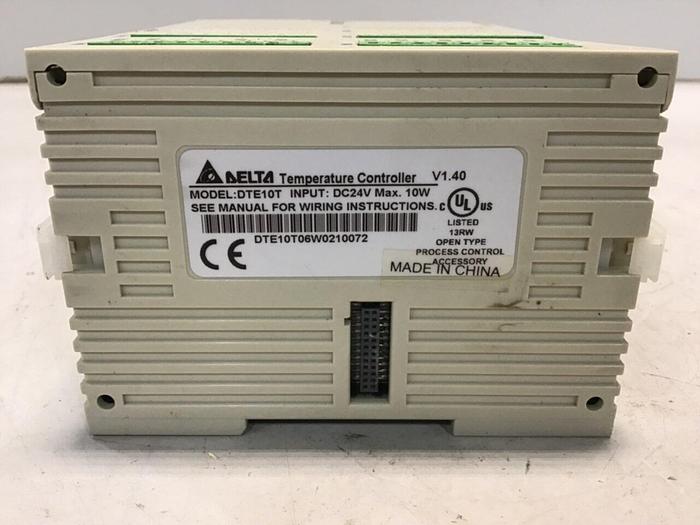 DELTA Temperature Controller V1.40
MODEL:DTE10T INPUT: DC24V Max. 10W
SEE MANUAL FOR WIRING INSTRUCTIONS.
C UL US
LISTED
13RW
OPEN TYPE
PROCESS CONTROL
ACCESSORY
DTE10T06W0210072
CE
MADE IN CHINA